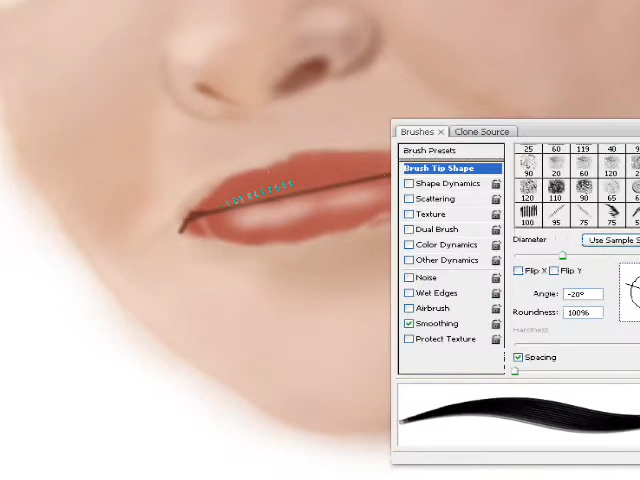 Brushes × Clone Source
Brush Presets
Brush Tip Shape
Shape Dynamics
Scattering
Texture
Dual Brush
Color Dynamics
Other Dynamics
Noise
Wet Edges
Airbrush
Smoothing
Protect Texture
25 60 119 40
90 20 60 120
120 110 90 65
100 95 75 75
Diameter Use Sample S
Flip X Flip Y
Angle: -20°
Roundness: 100%
Hardness
Spacing